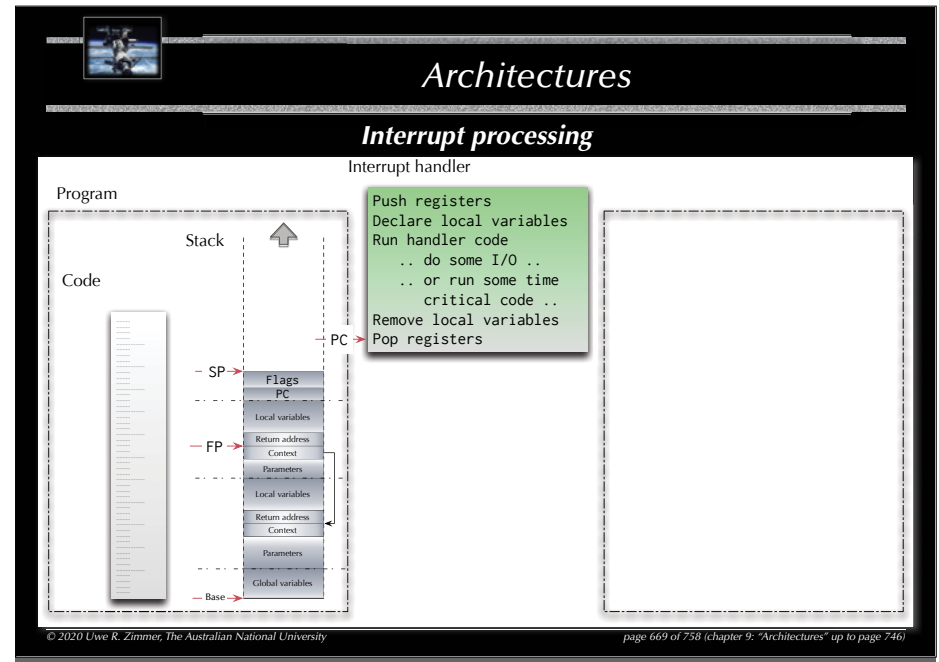 Architectures
Interrupt processing
Interrupt handler
Program
Push registers
Declare local variables
Run handler code
.. do some I/O ..
.. or run some time
critical code ..
Remove local variables
Pop registers
Stack
Code
PC
SP
Flags
PC
Local variables
Return address
FP
Context
Parameters
Local variables
Return address
Context
Parameters
Global variables
Base
© 2020 Uwe R. Zimmer, The Australian National University
page 669 of 758 (chapter 9: “Architectures” up to page 746)